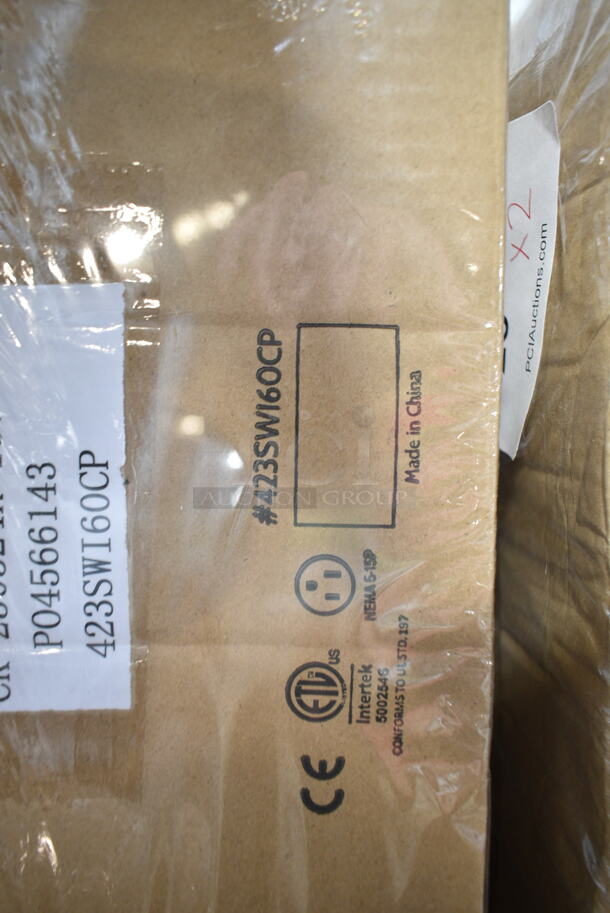 P04566143
423SWI60CP
#423SWI60CP
Made in China
NEMA 5-15P
ETL
US
Intertek
5002546
CONFORMS TO UL STD. 197
CE
x2
PCIAuctions.com
AUCTION GROUP